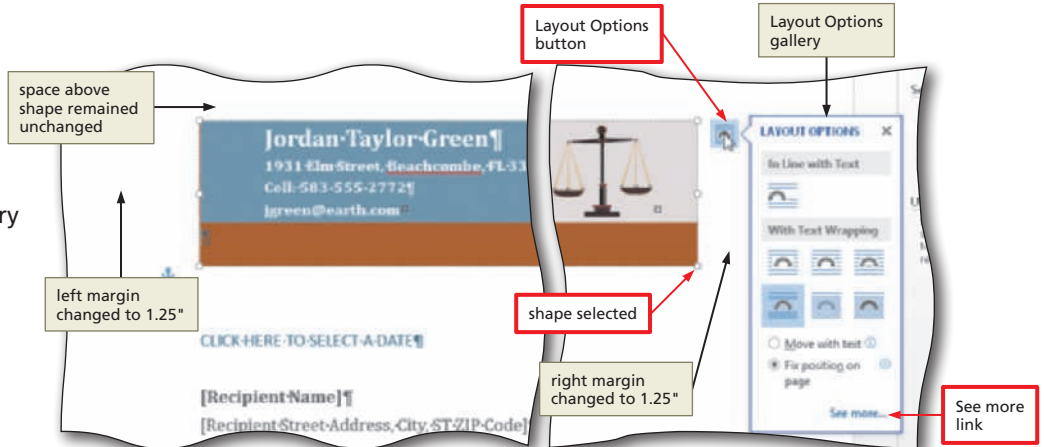 Layout Options
button
Layout Options
gallery
space above
shape remained
unchanged
Jordan·Taylor·Green¶
1931·Elm·Street,·Beachcombe,·FL·33
Cell:·583-555-2772¶
jgreen@earth.com¤
¤
¶
LAYOUT OPTIONS ×
In Line with Text
With Text Wrapping
ry
left margin
changed to 1.25"
shape selected
CLICK·HERE·TO·SELECT·A·DATE¶
Move with text
Fix position on
page
right margin
changed to 1.25"
[Recipient·Name]¶
[Recipient·Street·Address,·City,·ST·ZIP·Code]
See more...
See more
link